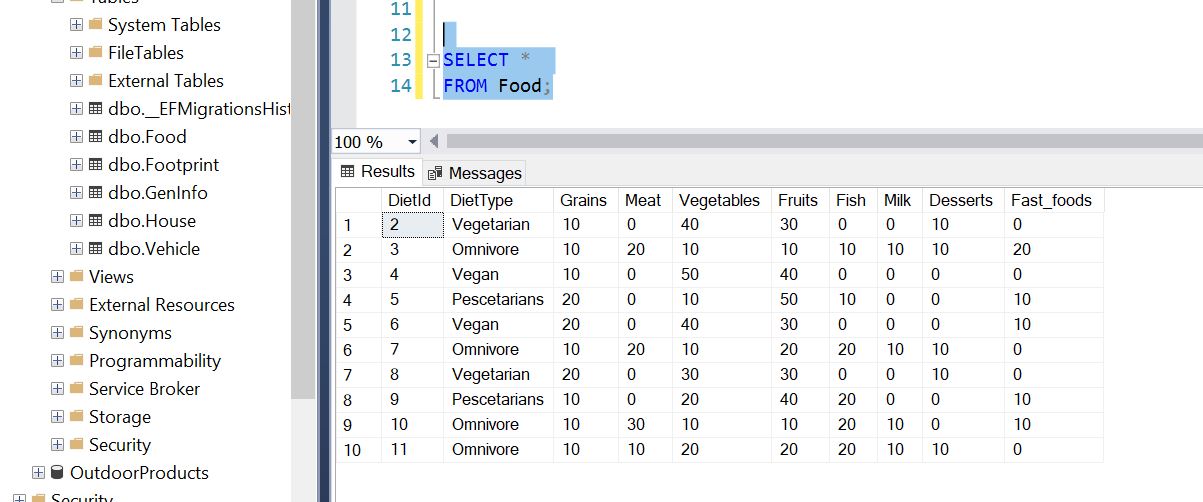 Tables
System Tables
FileTables
External Tables
dbo.__EFMigrationsHist
dbo.Food
dbo.Footprint
dbo.GenInfo
dbo.House
dbo.Vehicle
Views
External Resources
Synonyms
Programmability
Service Broker
Storage
Security
OutdoorProducts
Security
11
12
13 SELECT *
14 FROM Food;
100 %
Results Messages
DietId DietType Grains Meat Vegetables Fruits Fish Milk Desserts Fast_foods
1 2 Vegetarian 10 0 40 30 0 0 10 0
2 3 Omnivore 10 20 10 10 10 10 10 20
3 4 Vegan 10 0 50 40 0 0 0 0
4 5 Pescetarians 20 0 10 50 10 0 0 10
5 6 Vegan 20 0 40 30 0 0 0 10
6 7 Omnivore 10 20 10 20 20 10 10 0
7 8 Vegetarian 20 0 30 30 0 0 10 0
8 9 Pescetarians 10 0 20 40 20 0 0 10
9 10 Omnivore 10 30 10 10 20 10 0 10
10 11 Omnivore 10 10 20 20 20 10 10 0